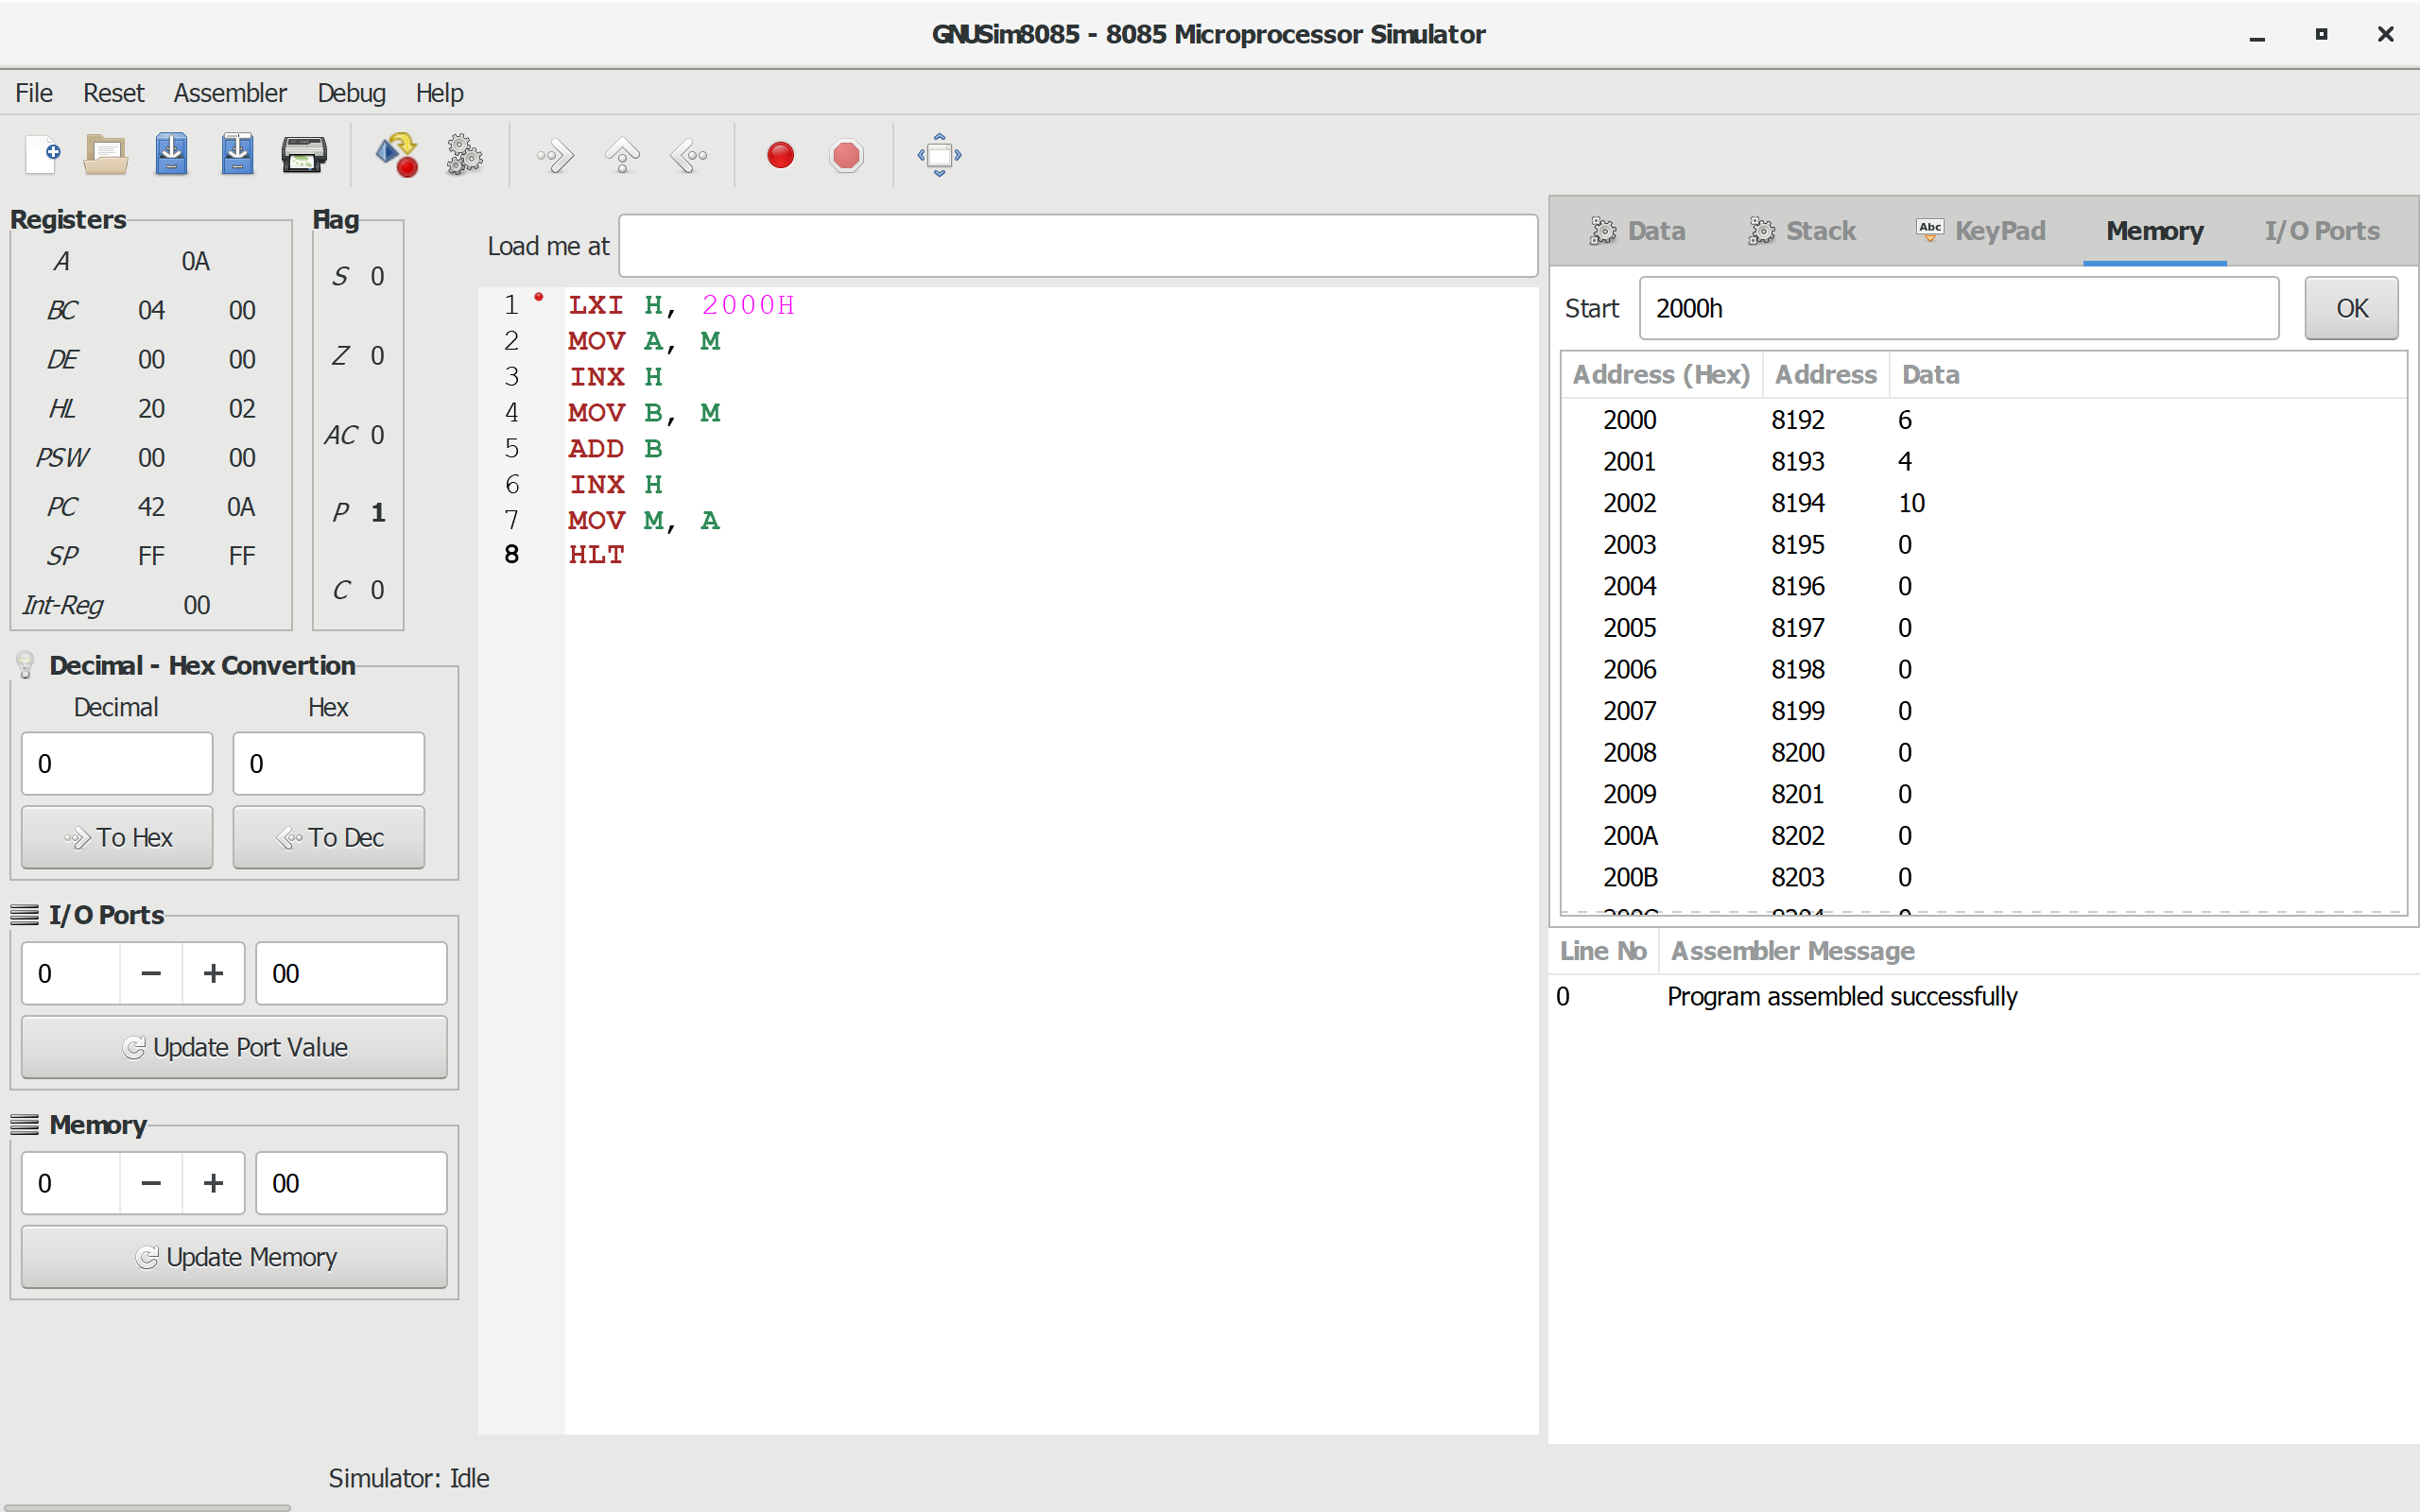 GNUSim8085 - 8085 Microprocessor Simulator
File Reset Assembler Debug Help
Registers
A 0A
BC 04 00
DE 00 00
HL 20 02
PSW 00 00
PC 42 0A
SP FF FF
Int-Reg 00
Flag
S 0
Z 0
AC 0
P 1
C 0
Decimal - Hex Convertion
Decimal Hex
0 0
To Hex To Dec
I/O Ports
0 − + 00
Update Port Value
Memory
0 − + 00
Update Memory
Load me at
1 LXI H, 2000H
2 MOV A, M
3 INX H
4 MOV B, M
5 ADD B
6 INX H
7 MOV M, A
8 HLT
Data Stack Abc KeyPad Memory I/O Ports
Start 2000h OK
Address (Hex) Address Data
2000 8192 6
2001 8193 4
2002 8194 10
2003 8195 0
2004 8196 0
2005 8197 0
2006 8198 0
2007 8199 0
2008 8200 0
2009 8201 0
200A 8202 0
200B 8203 0
Line No Assembler Message
0 Program assembled successfully
Simulator: Idle